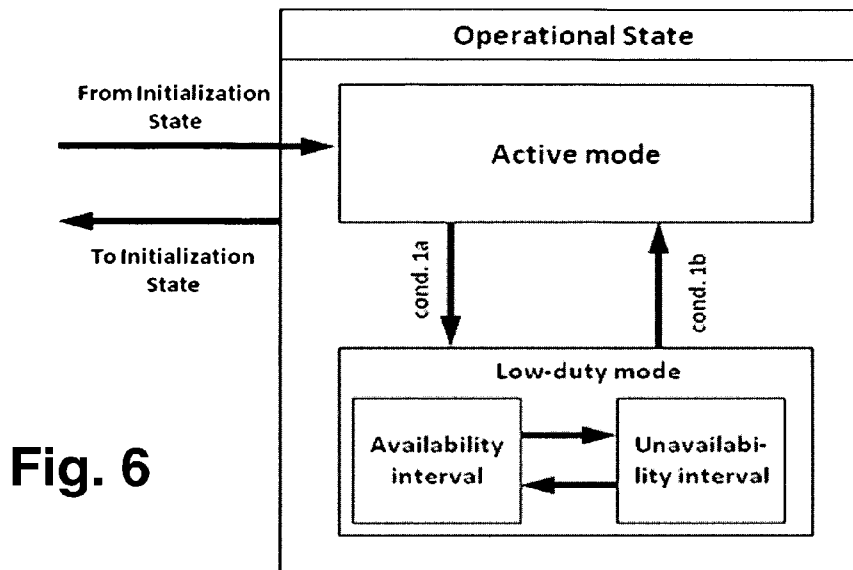 Operational State
From Initialization
State
Active mode
To Initialization
State
cond. 1a
cond. 1b
Low-duty mode
Availability
interval
Unavailabi-
lity interval
Fig. 6